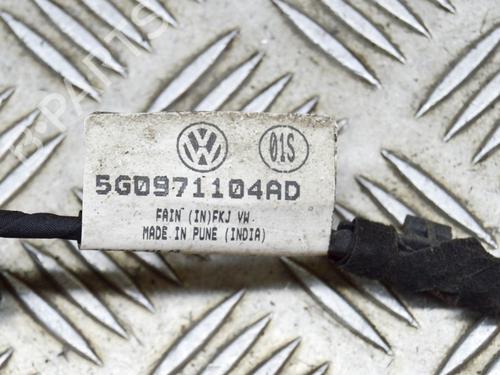 01S
5G0971104AD
FAIN (IN)FKJ VW.
MADE IN PUNE (INDIA)